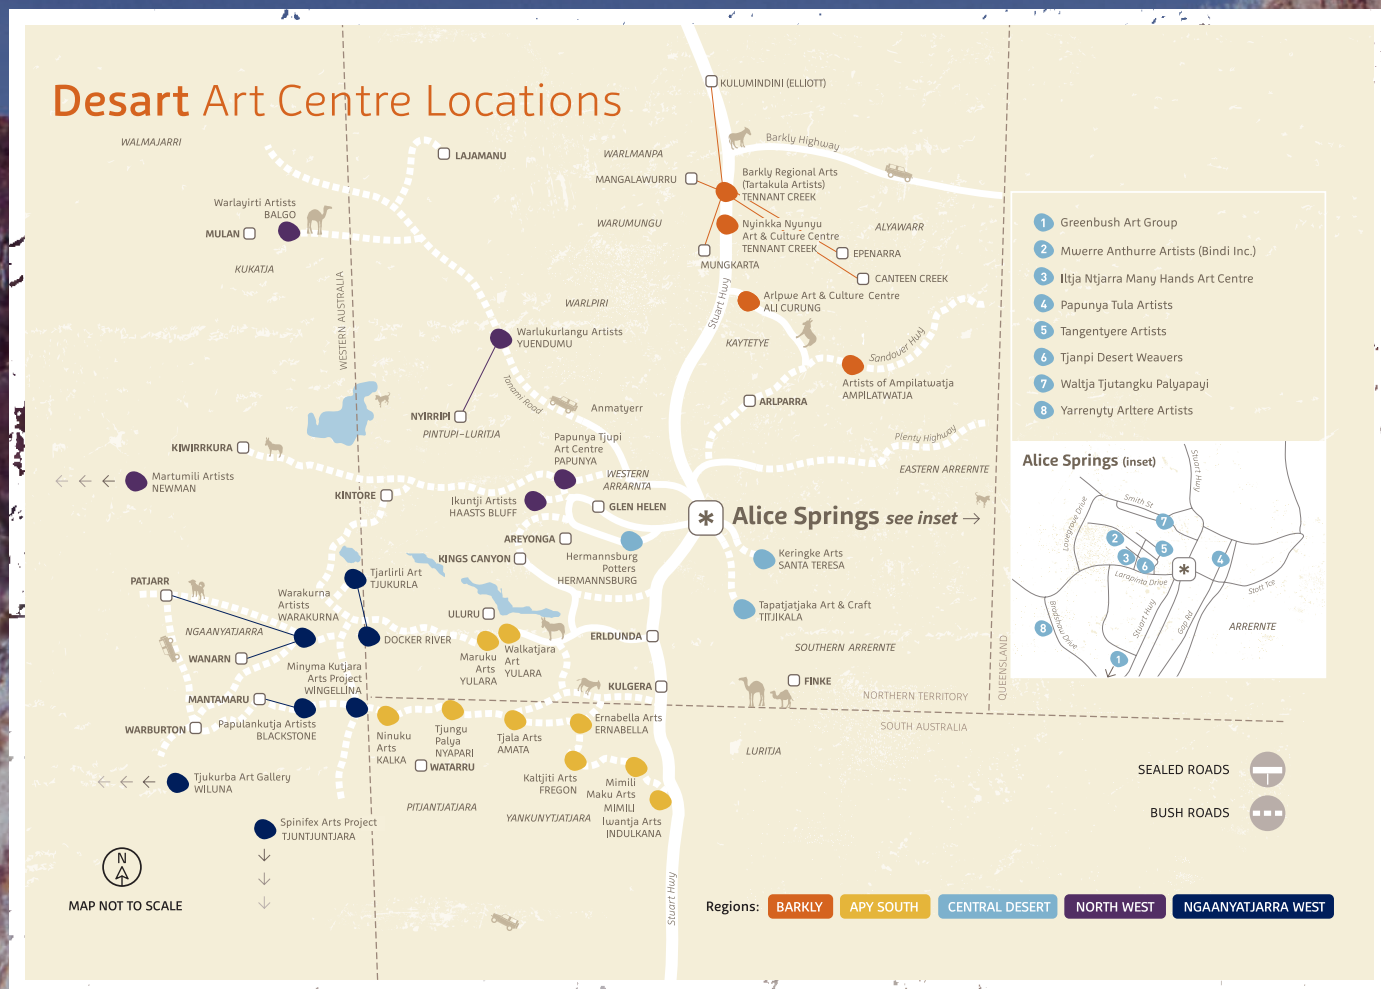 Desart Art Centre Locations
KULUMINDINI (ELLIOTT)
Barkly Highway
WALMAJARRI
LAJAMANU
WARLMANPA
MANGALAWURRU
Barkly Regional Arts
(Tartakula Artists)
TENNANT CREEK
Warlayirti Artists
BALGO
MULAN
KUKATJA
WARUMUNGU
Nyinkka Nyunyu
Art & Culture Centre
TENNANT CREEK
ALYAWARR
EPENARRA
MUNGKARTA
CANTEEN CREEK
WESTERN AUSTRALIA
WARLPIRI
Stuart Hwy
Arlpwe Art & Culture Centre
ALI CURUNG
Warlukurlangu Artists
YUENDUMU
KAYTETYE
Sandover Hwy
Artists of Ampilatwatja
AMPILATWATJA
Tanami Road
Anmatyerr
ARLPARRA
NYIRRIPI
PINTUPI-LURITJA
Plenty Highway
KIWIRRKURA
Papunya Tjupi
Art Centre
PAPUNYA
WESTERN
ARRARNTA
EASTERN ARRERNTE
Martumili Artists
NEWMAN
KINTORE
Ikuntji Artists
HAASTS BLUFF
GLEN HELEN
Alice Springs see inset
AREYONGA
KINGS CANYON
Hermannsburg
Potters
HERMANNSBURG
Keringke Arts
SANTA TERESA
PATJARR
Tjarlirli Art
TJUKURLA
Warakurna
Artists
WARAKURNA
Tapatjatjaka Art & Craft
TITJIKALA
ULURU
NGAANYATJARRA
DOCKER RIVER
ERLDUNDA
WANARN
Maruku
Arts
YULARA
Walkatjara
Art
YULARA
SOUTHERN ARRERNTE
QUEENSLAND
Minyma Kutjara
Arts Project
WINGELLINA
KULGERA
FINKE
MANTAMARU
NORTHERN TERRITORY
SOUTH AUSTRALIA
WARBURTON
Papulankutja Artists
BLACKSTONE
Ninuku
Arts
KALKA
Tjungu
Palya
NYAPARI
Tjala Arts
AMATA
Ernabella Arts
ERNABELLA
LURITJA
WATARRU
Tjukurba Art Gallery
WILUNA
Kaltjiti Arts
FREGON
Mimili
Maku Arts
MIMILI
PITJANTJATJARA
YANKUNYTJATJARA
Iwantja Arts
INDULKANA
Spinifex Arts Project
TJUNTJUNTJARA
Stuart Hwy
N
MAP NOT TO SCALE
1 Greenbush Art Group
2 Mwerre Anthurre Artists (Bindi Inc.)
3 Iltja Ntjarra Many Hands Art Centre
4 Papunya Tula Artists
5 Tangentyere Artists
6 Tjanpi Desert Weavers
7 Waltja Tjutangku Palyapayi
8 Yarrenyty Arltere Artists
Alice Springs (inset)
Stuart Hwy
Smith St
Lovegrove Drive
7
2
5
3
6
4
Larapinta Drive
Stott Tce
Bradshaw Drive
Stuart Hwy
Gap Rd
ARRERNTE
8
1
SEALED ROADS
BUSH ROADS
Regions: BARKLY APY SOUTH CENTRAL DESERT NORTH WEST NGAANYATJARRA WEST